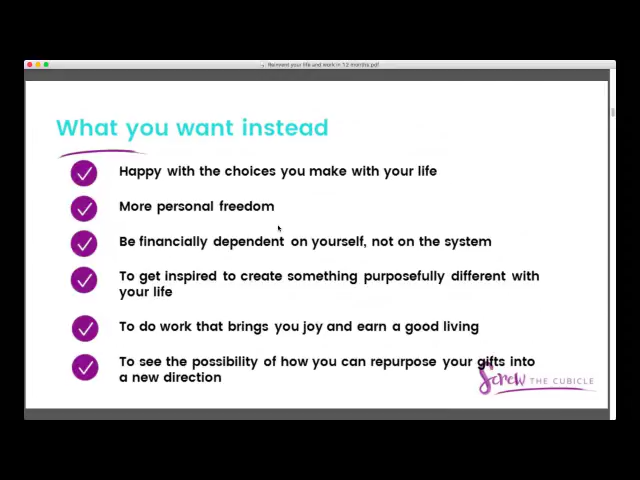 Reinvent your life and work in 12 months.pdf
What you want instead
Happy with the choices you make with your life
More personal freedom
Be financially dependent on yourself, not on the system
To get inspired to create something purposefully different with
your life
To do work that brings you joy and earn a good living
To see the possibility of how you can repurpose your gifts into
a new direction
Screw THE CUBICLE